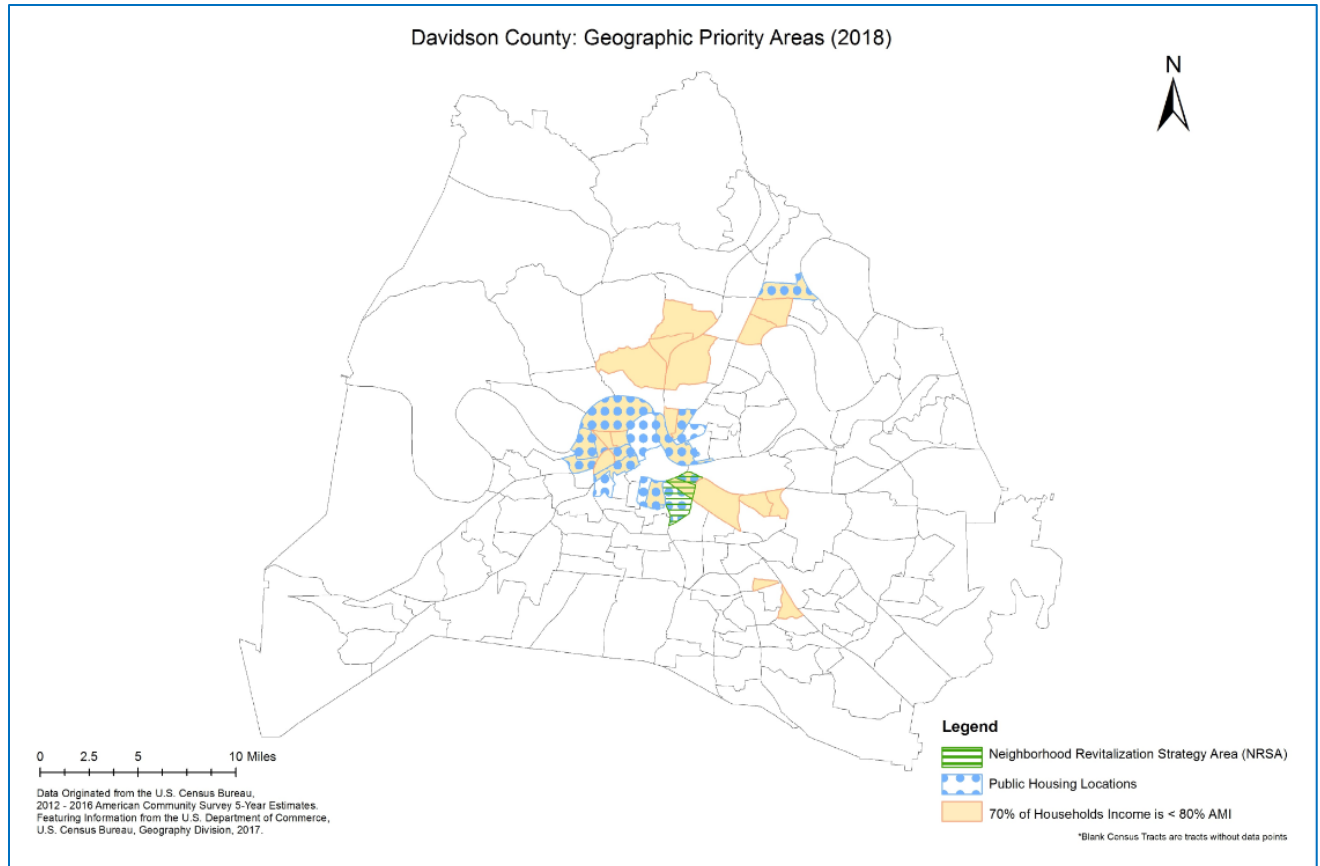 Davidson County: Geographic Priority Areas (2018)
N
Legend
Neighborhood Revitalization Strategy Area (NRSA)
Public Housing Locations
70% of Households Income is < 80% AMI
*Blank Census Tracts are tracts without data points
0 2.5 5 10 Miles
Data Originated from the U.S. Census Bureau,
2012 - 2016 American Community Survey 5-Year Estimates.
Featuring Information from the U.S. Department of Commerce,
U.S. Census Bureau, Geography Division, 2017.